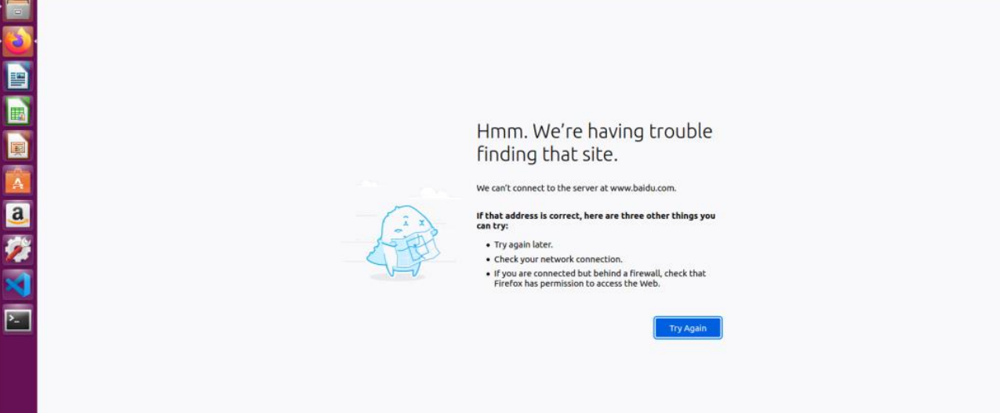 Hmm. We're having trouble
finding that site.
We can't connect to the server at www.baidu.com.
If that address is correct, here are three other things you
can try:
• Try again later.
• Check your network connection.
• If you are connected but behind a firewall, check that
Firefox has permission to access the Web.
Try Again